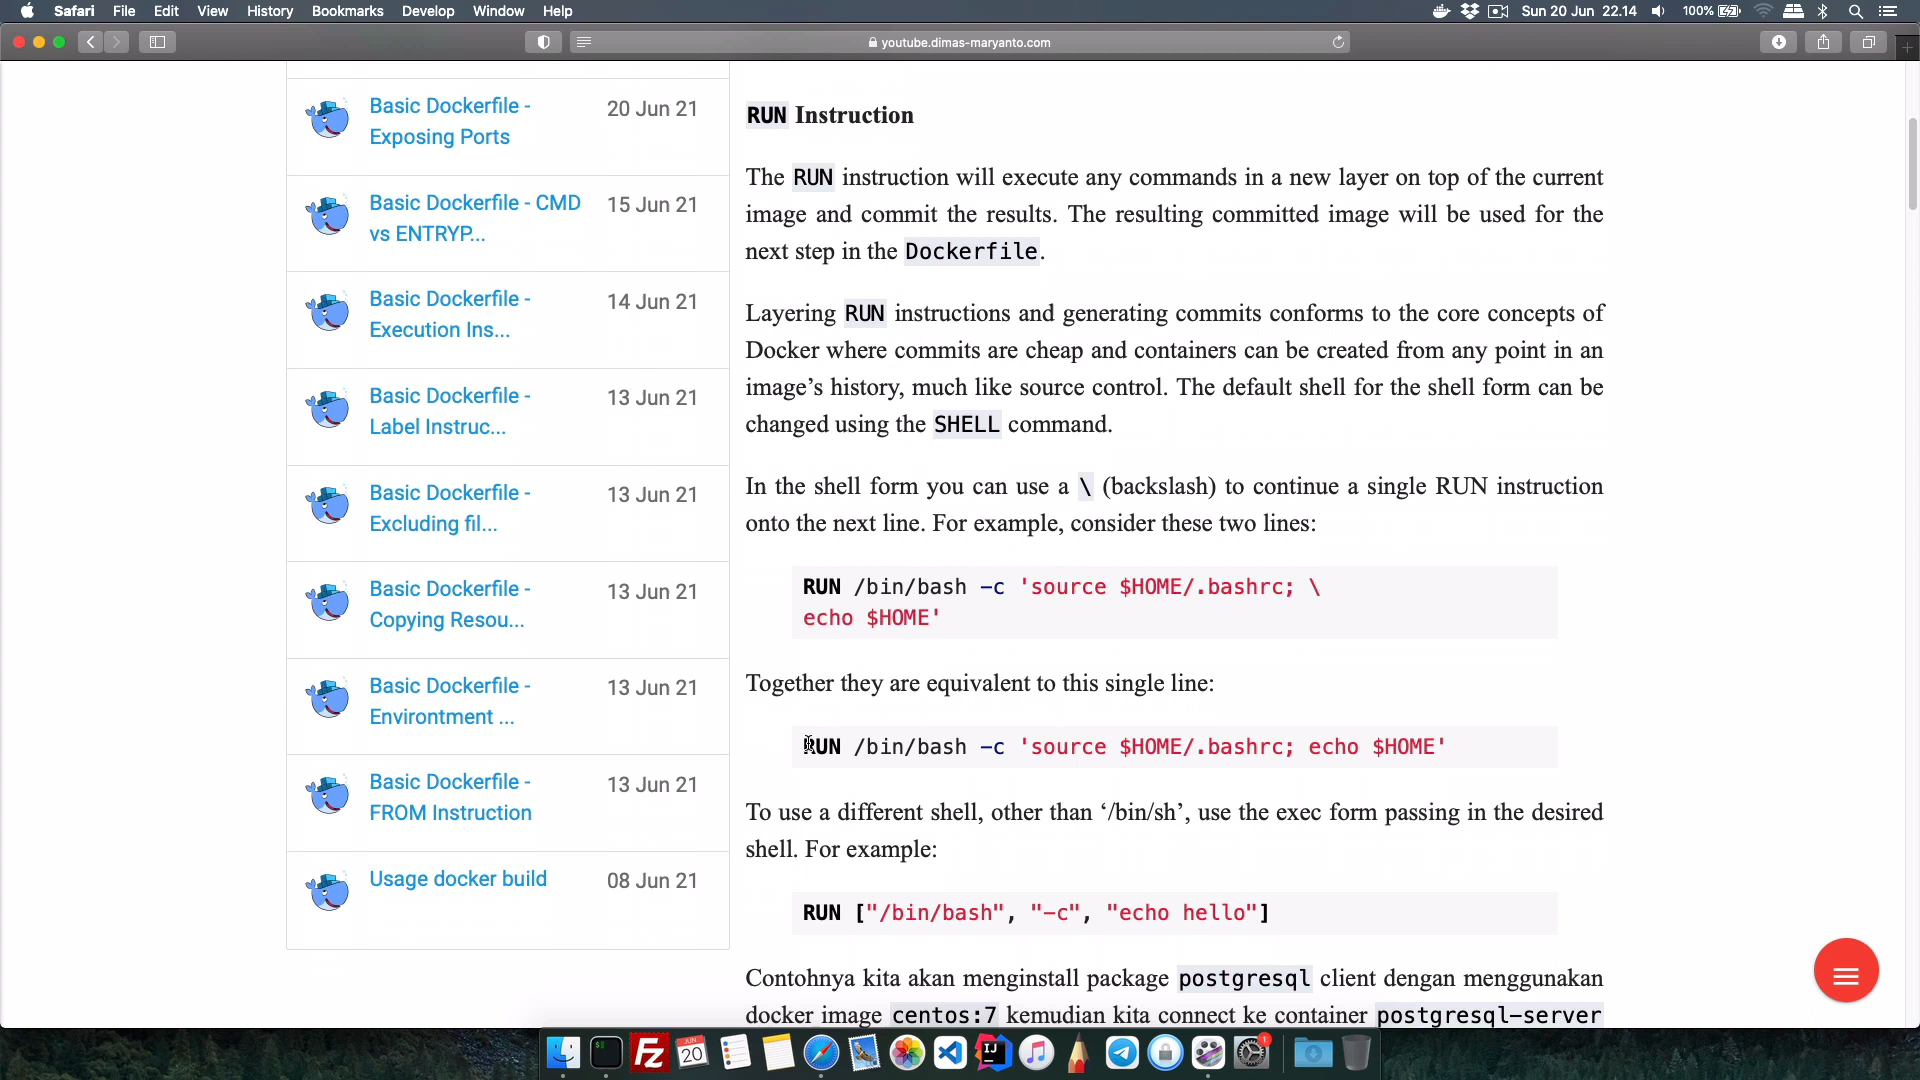 Safari File Edit View History Bookmarks Develop Window Help
Sun 20 Jun 22.14 100%
youtube.dimas-maryanto.com
Basic Dockerfile - 20 Jun 21
Exposing Ports
Basic Dockerfile - CMD 15 Jun 21
vs ENTRYP...
Basic Dockerfile - 14 Jun 21
Execution Ins...
Basic Dockerfile - 13 Jun 21
Label Instruc...
Basic Dockerfile - 13 Jun 21
Excluding fil...
Basic Dockerfile - 13 Jun 21
Copying Resou...
Basic Dockerfile - 13 Jun 21
Environtment ...
Basic Dockerfile - 13 Jun 21
FROM Instruction
Usage docker build 08 Jun 21
RUN Instruction
The RUN instruction will execute any commands in a new layer on top of the current
image and commit the results. The resulting committed image will be used for the
next step in the Dockerfile.
Layering RUN instructions and generating commits conforms to the core concepts of
Docker where commits are cheap and containers can be created from any point in an
image’s history, much like source control. The default shell for the shell form can be
changed using the SHELL command.
In the shell form you can use a \ (backslash) to continue a single RUN instruction
onto the next line. For example, consider these two lines:
RUN /bin/bash -c 'source $HOME/.bashrc; \
echo $HOME'
Together they are equivalent to this single line:
RUN /bin/bash -c 'source $HOME/.bashrc; echo $HOME'
To use a different shell, other than ‘/bin/sh’, use the exec form passing in the desired
shell. For example:
RUN ["/bin/bash", "-c", "echo hello"]
Contohnya kita akan menginstall package postgresql client dengan menggunakan
docker image centos:7 kemudian kita connect ke container postgresql-server
JUN
20
1